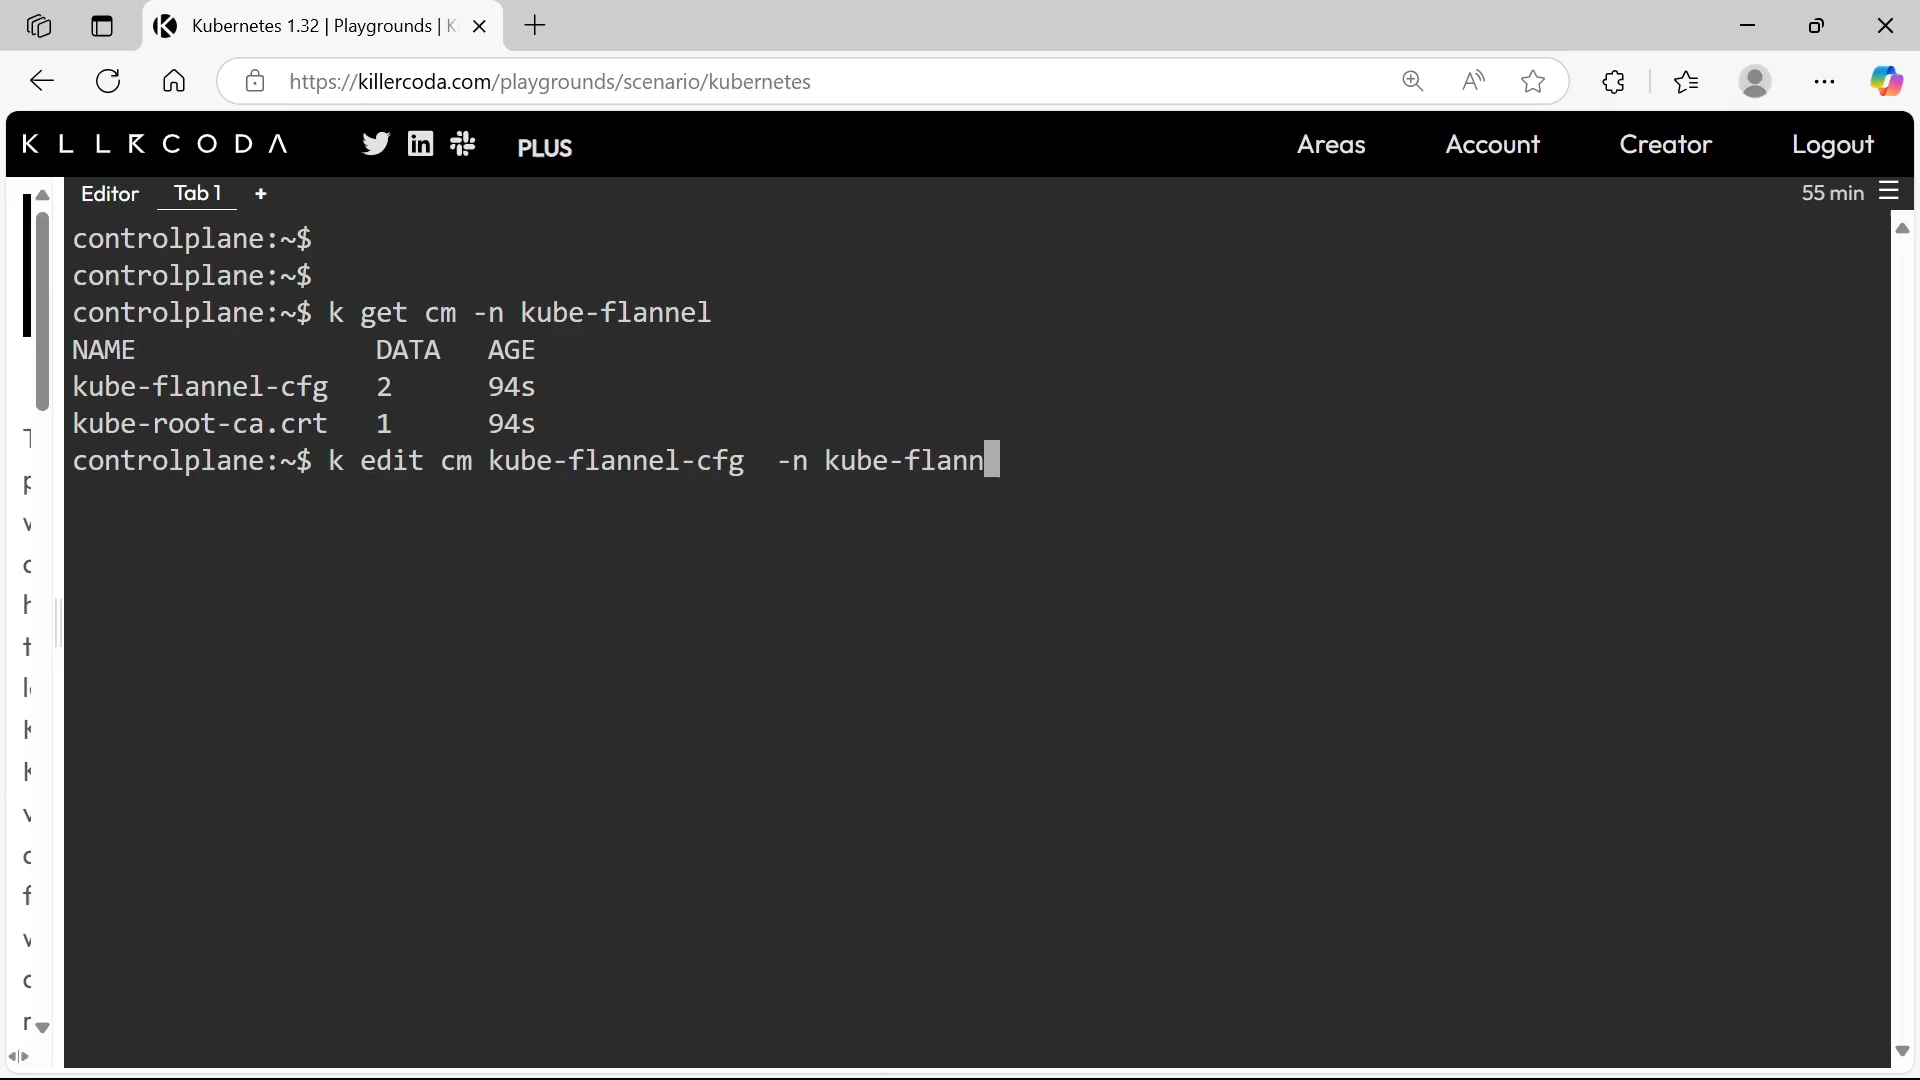 Kubernetes 1.32 | Playgrounds | K
https://killercoda.com/playgrounds/scenario/kubernetes
KLLRCODA
PLUS
Areas
Account
Creator
Logout
Editor
Tab 1
+
55 min
controlplane:~$
controlplane:~$
controlplane:~$ k get cm -n kube-flannel
NAME DATA AGE
kube-flannel-cfg 2 94s
kube-root-ca.crt 1 94s
controlplane:~$ k edit cm kube-flannel-cfg -n kube-flann